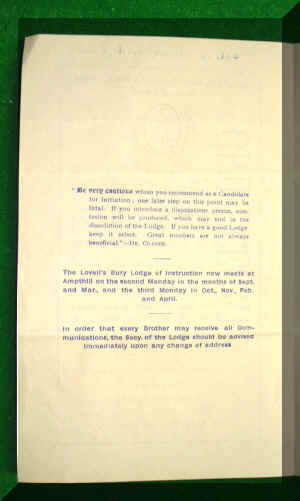 "Be very cautious whom you recommend as a Candidate
for Initiation; one false step on this point may be
fatal. If you introduce a disputatious person, con-
fusion will be produced, which may end in the
dissolution of the Lodge. If you have a good Lodge
keep it select. Great numbers are not always
beneficial."—DR. OLIVER.
The Lovell's Bury Lodge of Instruction now meets at
Ampthill on the second Monday in the months of Sept.
and Mar., and the third Monday in Oct., Nov., Feb.
and April.
In order that every Brother may receive all Com-
munications, the Secy. of the Lodge should be advised
immediately upon any change of address